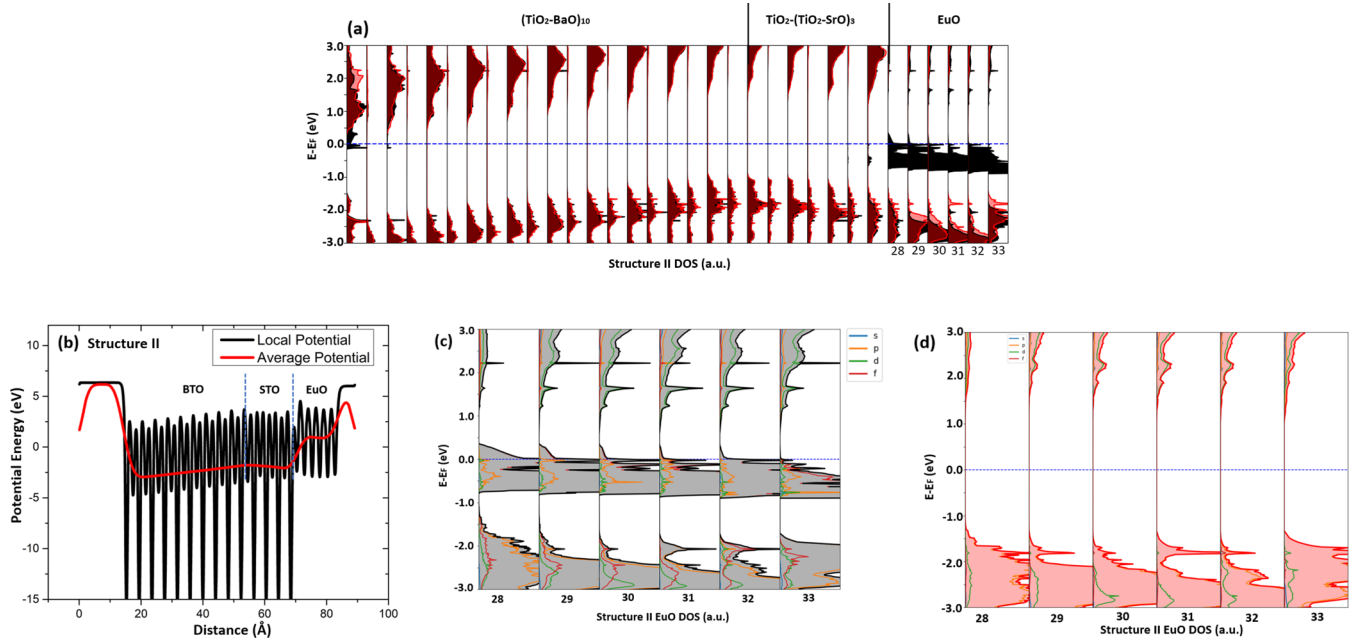 (a)
(TiO₂-BaO)₁₀
TiO₂-(TiO₂-SrO)₃
EuO
E-EF (eV)
3.0
2.0
1.0
0.0
-1.0
-2.0
-3.0
28 29 30 31 32 33
Structure II DOS (a.u.)
(b)
Structure II
Local Potential
Average Potential
BTO
STO
EuO
Potential Energy (eV)
10
5
0
-5
-10
-15
0 20 40 60 80 100
Distance (Å)
(c)
s
p
d
f
E-EF (eV)
3.0
2.0
1.0
0.0
-1.0
-2.0
-3.0
28 29 30 31 32 33
Structure II EuO DOS (a.u.)
(d)
s
p
d
f
E-EF (eV)
3.0
2.0
1.0
0.0
-1.0
-2.0
-3.0
28 29 30 31 32 33
Structure II EuO DOS (a.u.)